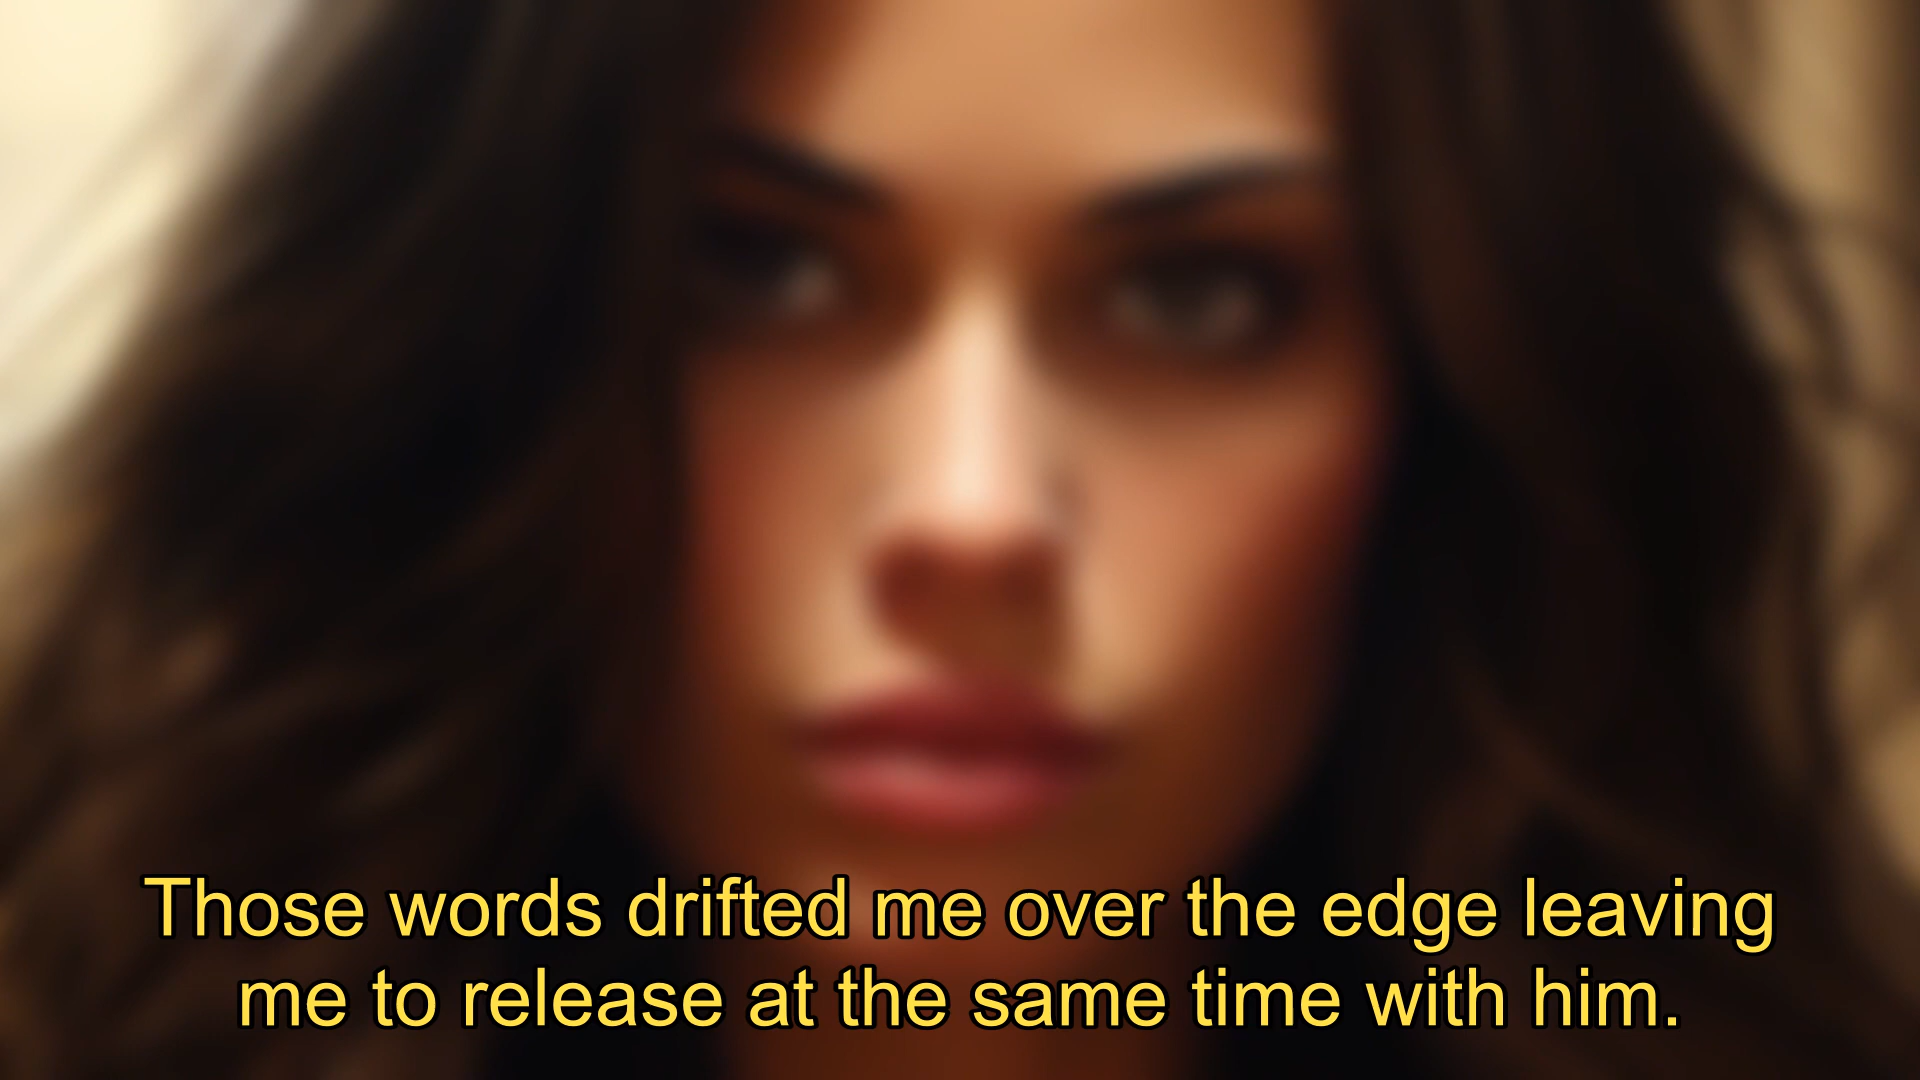 Those words drifted me over the edge leaving
me to release at the same time with him.